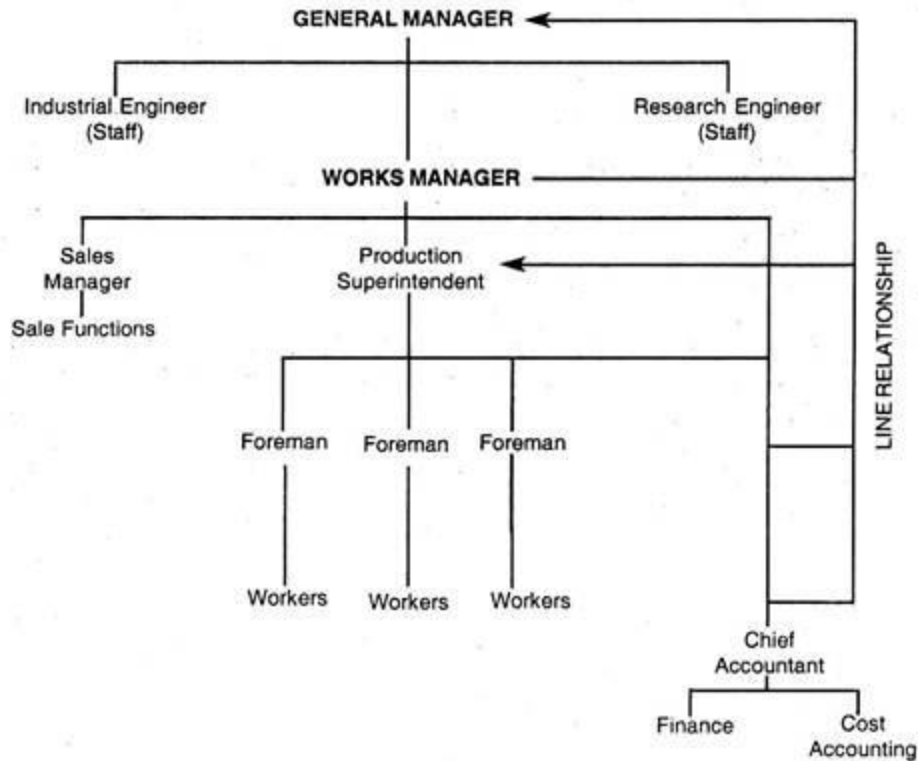 GENERAL MANAGER
Industrial Engineer
(Staff)
Research Engineer
(Staff)
WORKS MANAGER
Sales
Manager
Production
Superintendent
Sale Functions
LINE RELATIONSHIP
Foreman
Foreman
Foreman
Workers
Workers
Workers
Chief
Accountant
Finance
Cost
Accounting